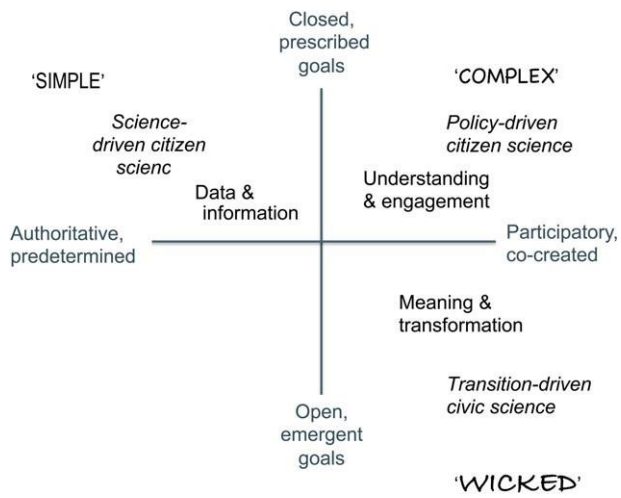 Closed,
prescribed
goals
'SIMPLE'
'COMPLEX'
Science-
driven citizen
scienc
Policy-driven
citizen science
Data &
information
Understanding
& engagement
Authoritative,
predetermined
Participatory,
co-created
Meaning &
transformation
Transition-driven
civic science
Open,
emergent
goals
'WICKED'